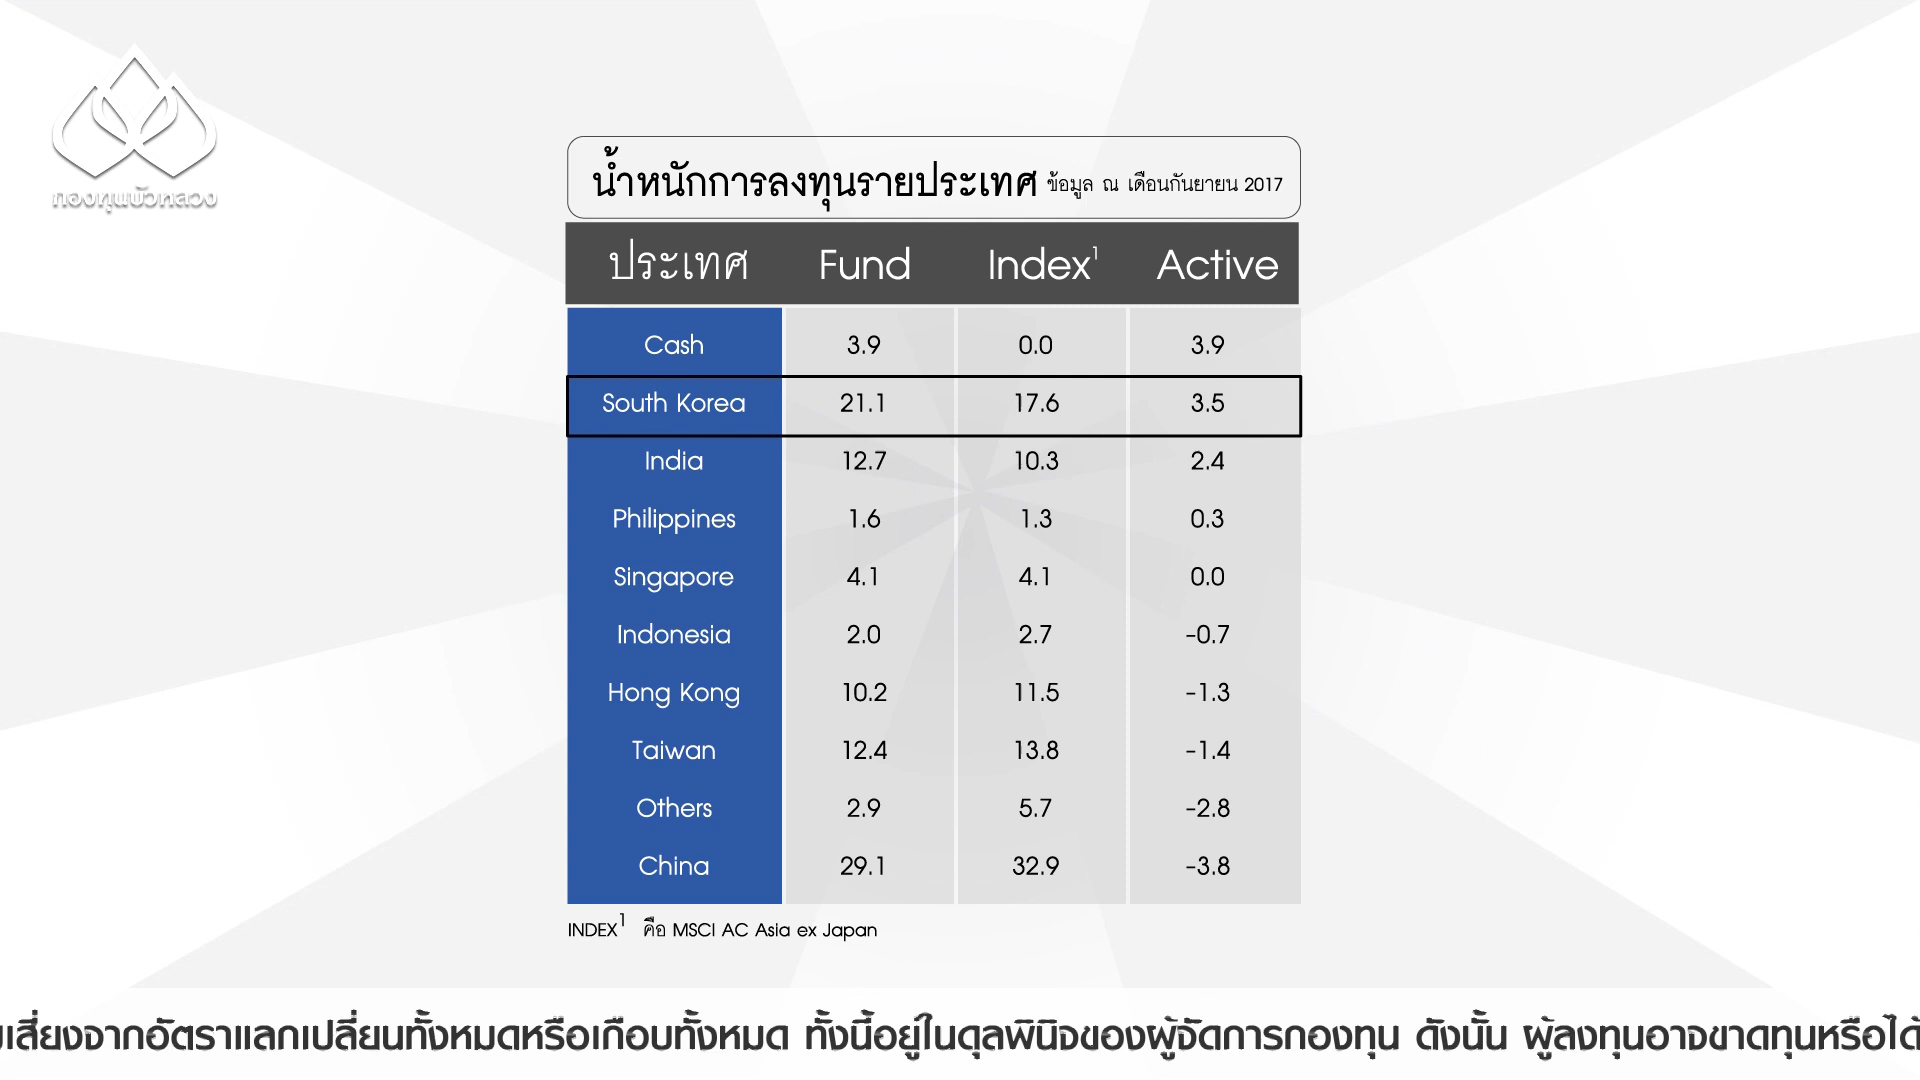 กองทุนบัวหลวง
น้ำหนักการลงทุนรายประเทศ ข้อมูล ณ เดือนกันยายน 2017
ประเทศ Fund Index¹ Active
Cash 3.9 0.0 3.9
South Korea 21.1 17.6 3.5
India 12.7 10.3 2.4
Philippines 1.6 1.3 0.3
Singapore 4.1 4.1 0.0
Indonesia 2.0 2.7 -0.7
Hong Kong 10.2 11.5 -1.3
Taiwan 12.4 13.8 -1.4
Others 2.9 5.7 -2.8
China 29.1 32.9 -3.8
INDEX¹ คือ MSCI AC Asia ex Japan
เสี่ยงจากอัตราแลกเปลี่ยนทั้งหมดหรือเกือบทั้งหมด ทั้งนี้อยู่ในดุลพินิจของผู้จัดการกองทุน ดังนั้น ผู้ลงทุนอาจขาดทุนหรือได้